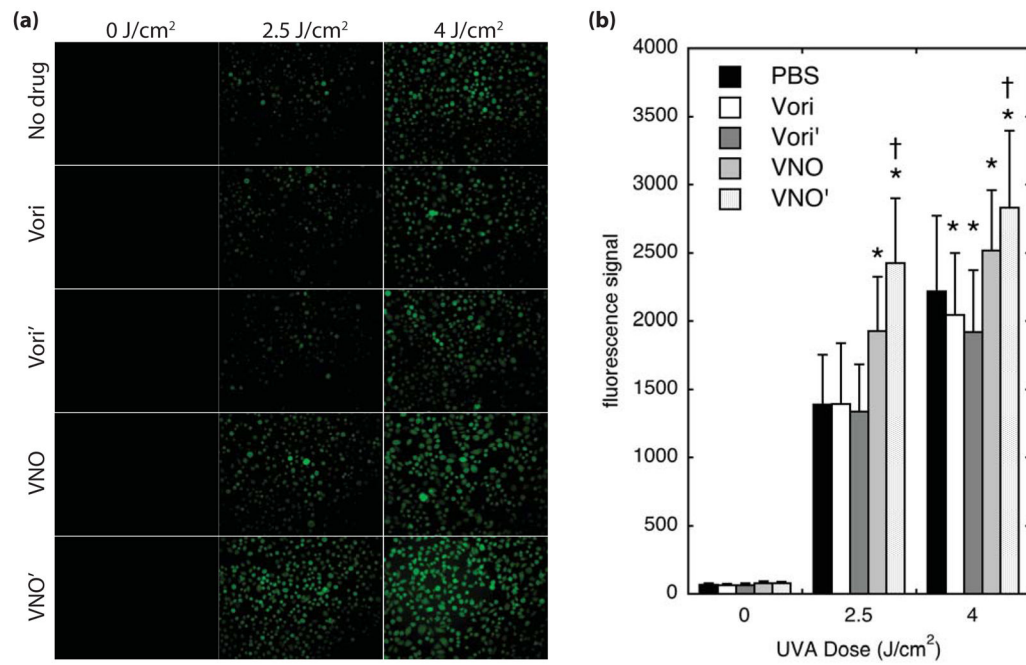 (a)
0 J/cm²
2.5 J/cm²
4 J/cm²
No drug
Vori
Vori′
VNO
VNO′
(b)
4000
3500
3000
2500
2000
1500
1000
500
0
fluorescence signal
PBS
Vori
Vori'
VNO
VNO'
*
†
*
*
*
*
†
*
0
2.5
4
UVA Dose (J/cm²)